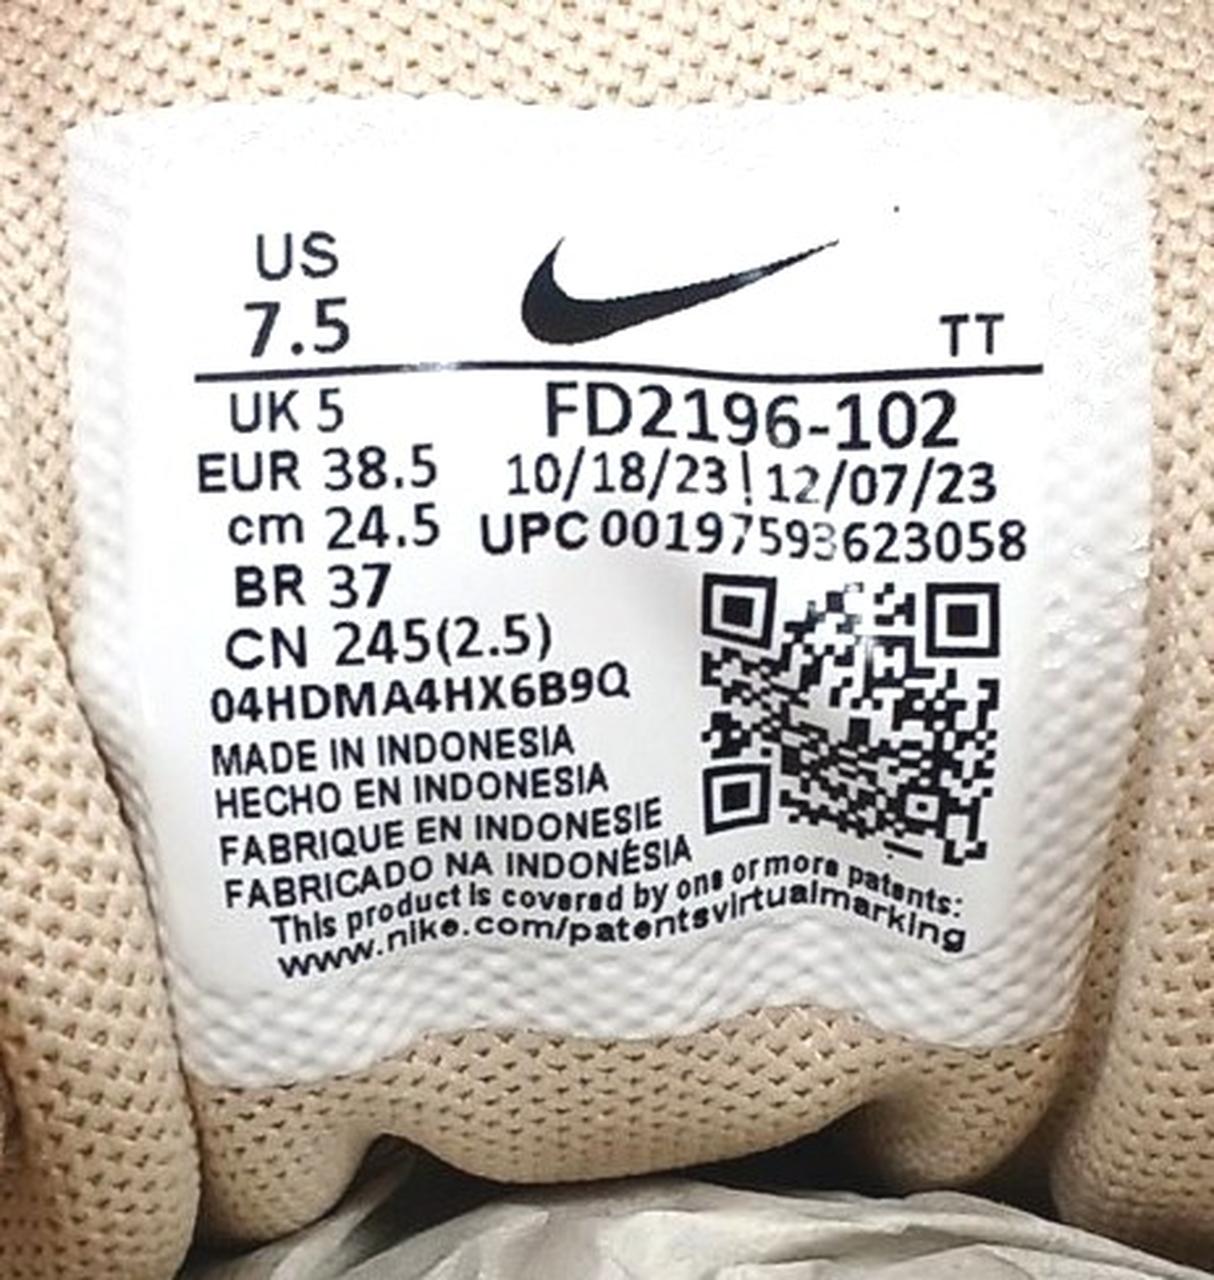 US
7.5
TT
UK 5
FD2196-102
EUR 38.5
10/18/23 | 12/07/23
cm 24.5
UPC 00197593623058
BR 37
CN 245(2.5)
04HDMA4HX6B9Q
MADE IN INDONESIA
HECHO EN INDONESIA
FABRIQUE EN INDONESIE
FABRICADO NA INDONÉSIA
This product is covered by one or more patents:
www.nike.com/patentsvirtualmarking